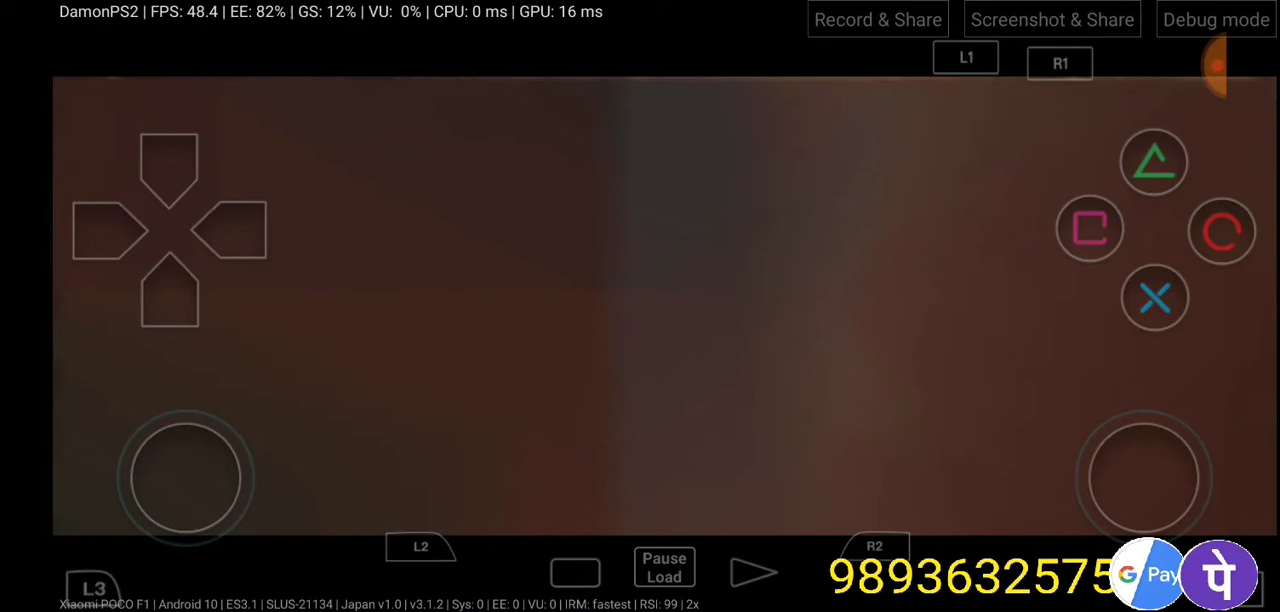 DamonPS2 | FPS: 48.4 | EE: 82% | GS: 12% | VU: 0% | CPU: 0 ms | GPU: 16 ms
Record & Share
Screenshot & Share
Debug mode
L1
R1
L2
Pause
Load
R2
L3
9893632575
G Pay
पे
Xiaomi POCO F1 | Android 10 | ES3.1 | SLUS-21134 | Japan v1.0 | v3.1.2 | Sys: 0 | EE: 0 | VU: 0 | IRM: fastest | RSI: 99 | 2x